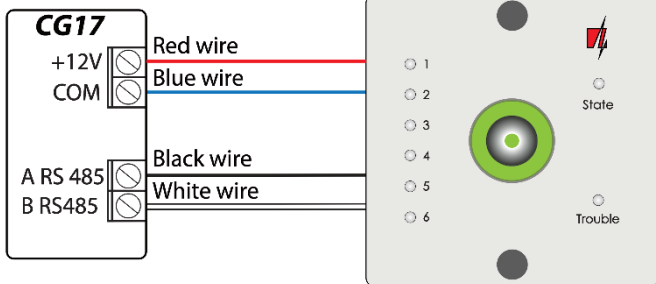 CG17
+12V
COM
A RS 485
B RS485
Red wire
Blue wire
Black wire
White wire
1
2
3
4
5
6
State
Trouble